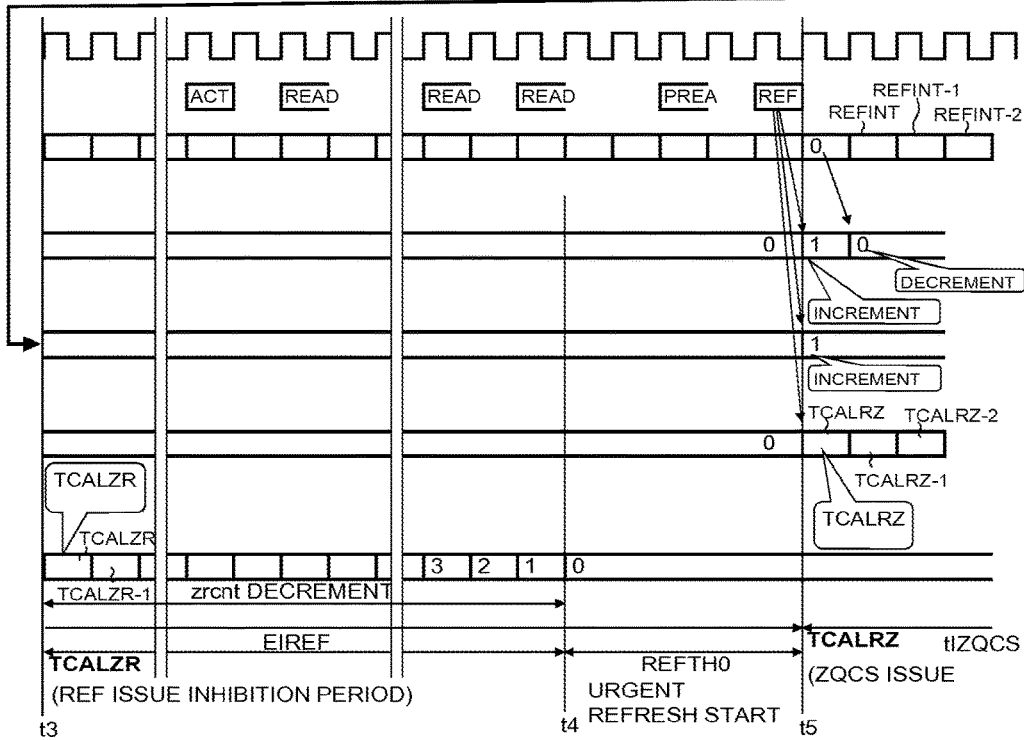 ACT READ READ READ PREA REF
REFINT-1
REFINT REFINT-2
0
0 1 0
DECREMENT
INCREMENT
1
INCREMENT
TCALRZ TCALRZ-2
0
TCALRZ-1
TCALZR
TCALRZ
TCALZR
3 2 1 0
TCALZR-1 zrcnt DECREMENT
EIREF TCALRZ tIZQCS
TCALZR REFTH0 (ZQCS ISSUE
(REF ISSUE INHIBITION PERIOD) URGENT
REFRESH START
t3 t4 t5